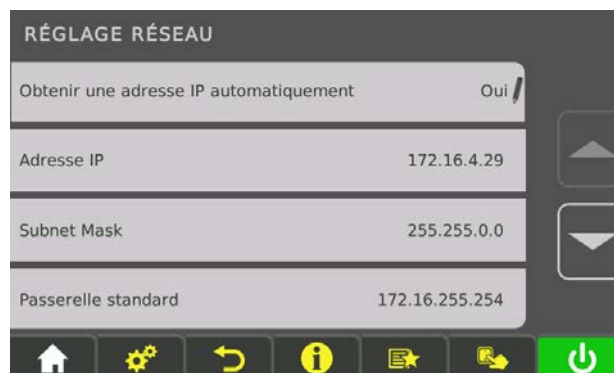 RÉGLAGE RÉSEAU
Obtenir une adresse IP automatiquement Oui
Adresse IP 172.16.4.29
Subnet Mask 255.255.0.0
Passerelle standard 172.16.255.254